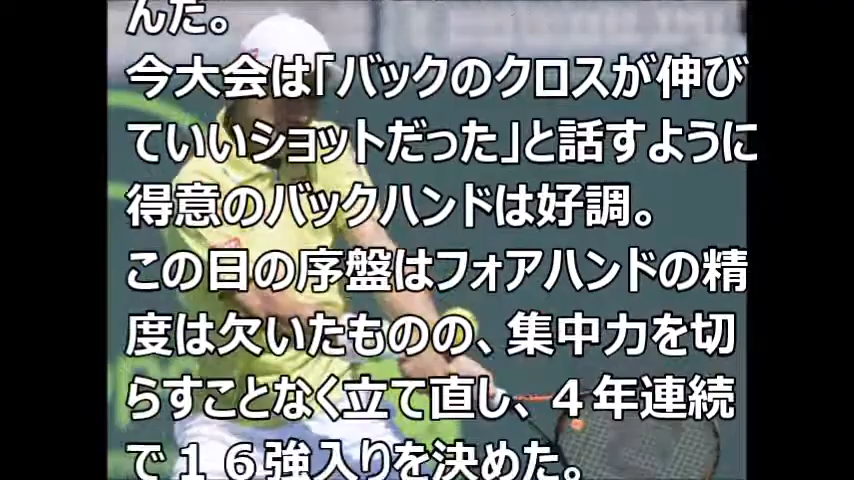 んだ。
今大会は「バックのクロスが伸び
ていいショットだった」と話すように
得意のバックハンドは好調。
この日の序盤はフォアハンドの精
度は欠いたものの、集中力を切
らすことなく立て直し、４年連続
で１６強入りを決めた。